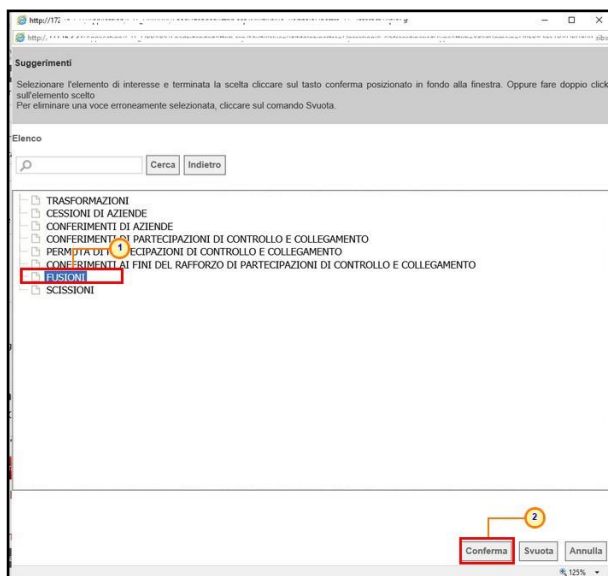 http://172
http://
Suggerimenti
Selezionare l'elemento di interesse e terminata la scelta cliccare sul tasto conferma posizionato in fondo alla finestra. Oppure fare doppio click
sull'elemento scelto
Per eliminare una voce erroneamente selezionata, cliccare sul comando Svuota.
Elenco
Cerca Indietro
TRASFORMAZIONI
CESSIONI DI AZIENDE
CONFERIMENTI DI AZIENDE
CONFERIMENTI DI PARTECIPAZIONI DI CONTROLLO E COLLEGAMENTO
1
PERMUTA DI PARTECIPAZIONI DI CONTROLLO E COLLEGAMENTO
CONFERIMENTI AI FINI DEL RAFFORZO DI PARTECIPAZIONI DI CONTROLLO E COLLEGAMENTO
FUSIONI
SCISSIONI
2
Conferma Svuota Annulla
125%